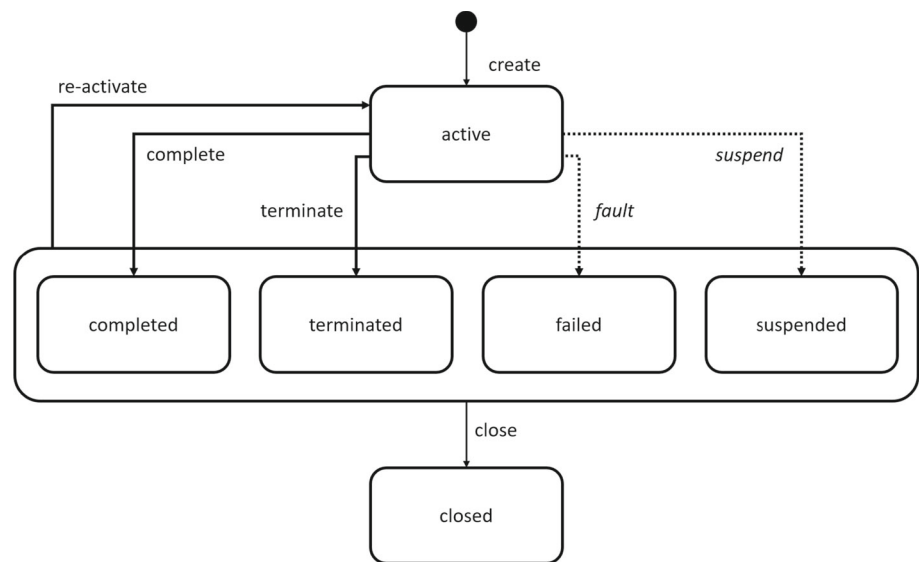 create
re-activate
active
complete
suspend
terminate
fault
completed
terminated
failed
suspended
close
closed